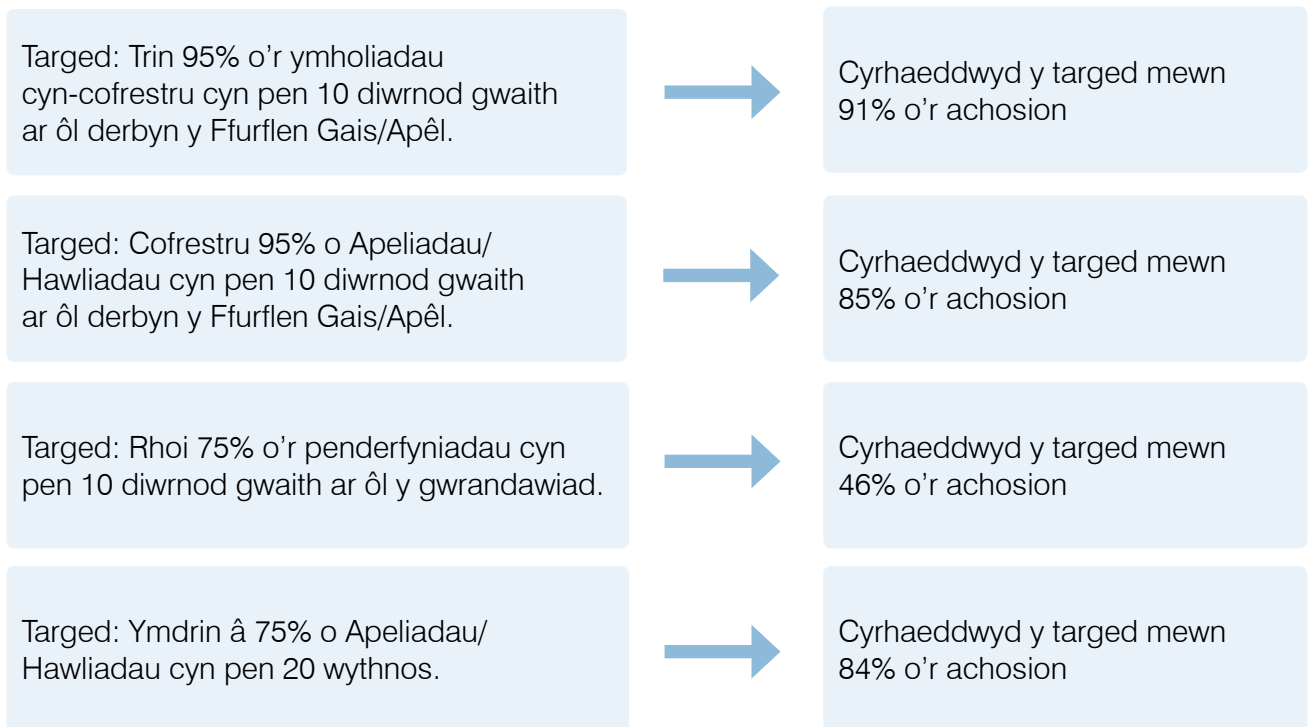 Targed: Trin 95% o’r ymholiadau
cyn-cofrestru cyn pen 10 diwrnod gwaith
ar ôl derbyn y Ffurflen Gais/Apêl.
Cyrhaeddwyd y targed mewn
91% o’r achosion
Targed: Cofrestru 95% o Apeliadau/
Hawliadau cyn pen 10 diwrnod gwaith
ar ôl derbyn y Ffurflen Gais/Apêl.
Cyrhaeddwyd y targed mewn
85% o’r achosion
Targed: Rhoi 75% o’r penderfyniadau cyn
pen 10 diwrnod gwaith ar ôl y gwrandawiad.
Cyrhaeddwyd y targed mewn
46% o’r achosion
Targed: Ymdrin â 75% o Apeliadau/
Hawliadau cyn pen 20 wythnos.
Cyrhaeddwyd y targed mewn
84% o’r achosion